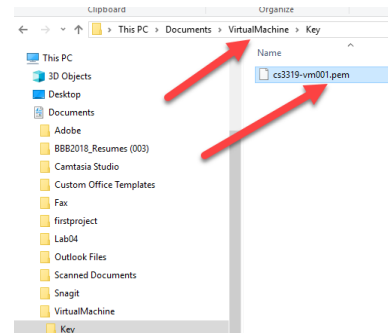 Clipboard
Organize
This PC > Documents > VirtualMachine > Key
Name
cs3319-vm001.pem
This PC
3D Objects
Desktop
Documents
Adobe
BBB2018_Resumes (003)
Camtasia Studio
Custom Office Templates
Fax
firstproject
Lab04
Outlook Files
Scanned Documents
Snagit
VirtualMachine
Key